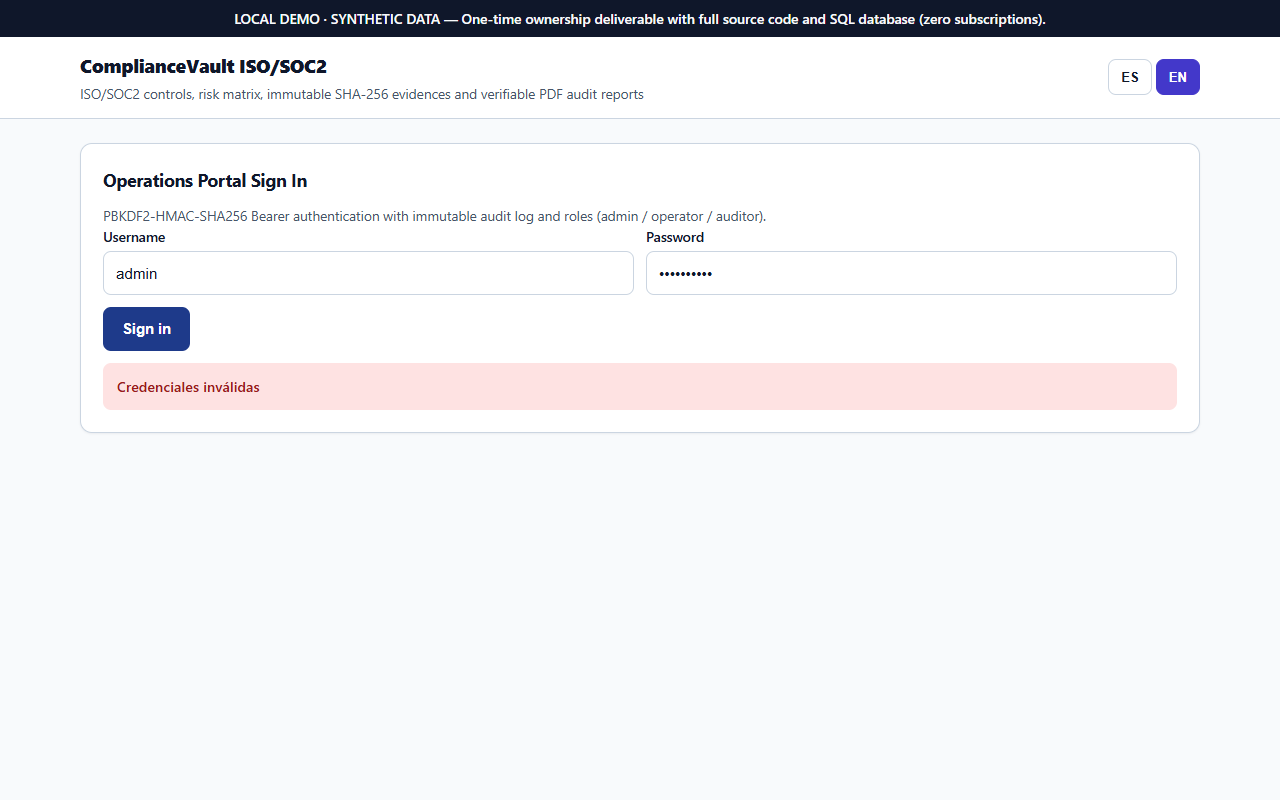 LOCAL DEMO · SYNTHETIC DATA — One-time ownership deliverable with full source code and SQL database (zero subscriptions).
ComplianceVault ISO/SOC2
ISO/SOC2 controls, risk matrix, immutable SHA-256 evidences and verifiable PDF audit reports
ES
EN
Operations Portal Sign In
PBKDF2-HMAC-SHA256 Bearer authentication with immutable audit log and roles (admin / operator / auditor).
Username
Password
admin
••••••••••
Sign in
Credenciales inválidas